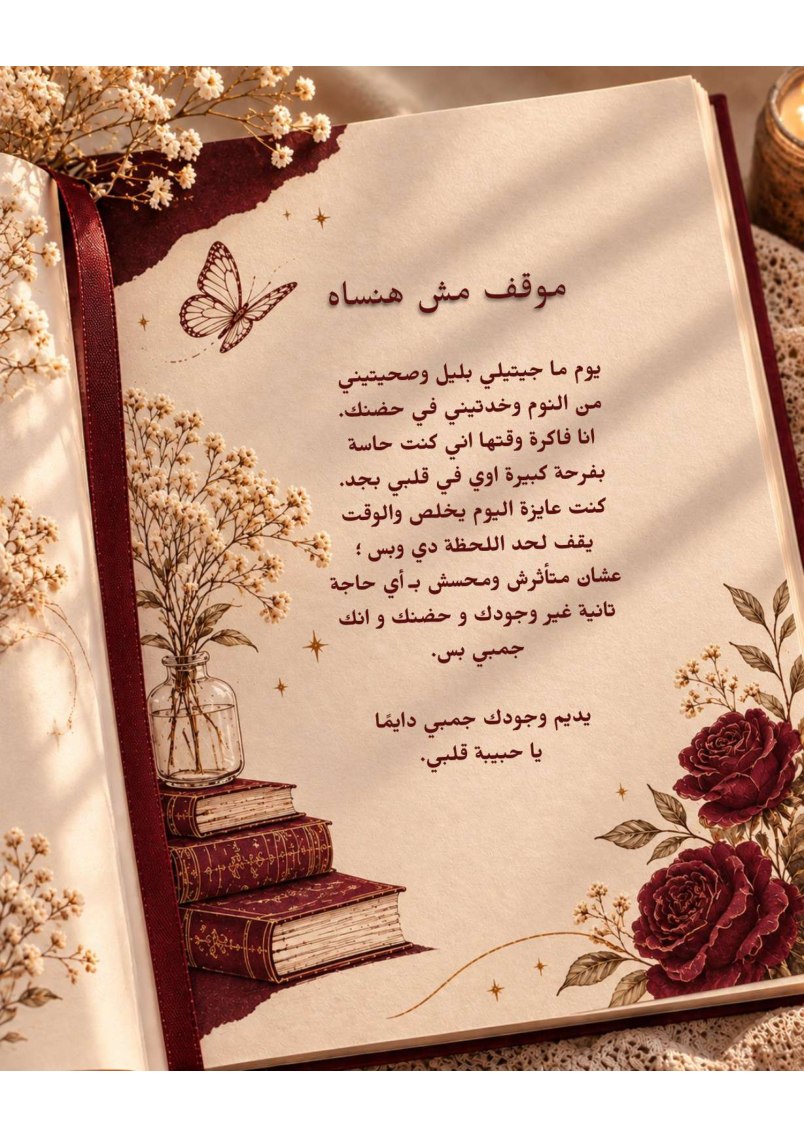 موقف مش هنساه
يوم ما جيتيلي بليل وصحيتيني
من النوم وخدتيني في حضنك.
انا فاكرة وقتها اني كنت حاسة
بفرحة كبيرة اوي في قلبي بجد.
كنت عايزة اليوم يخلص والوقت
يقف لحد اللحظة دي وبس ؛
عشان متأثرش ومحسش بـ أي حاجة
تانية غير وجودك و حضنك و انك
جمبي بس.
يديم وجودك جمبي دايمًا
يا حبيبة قلبي.